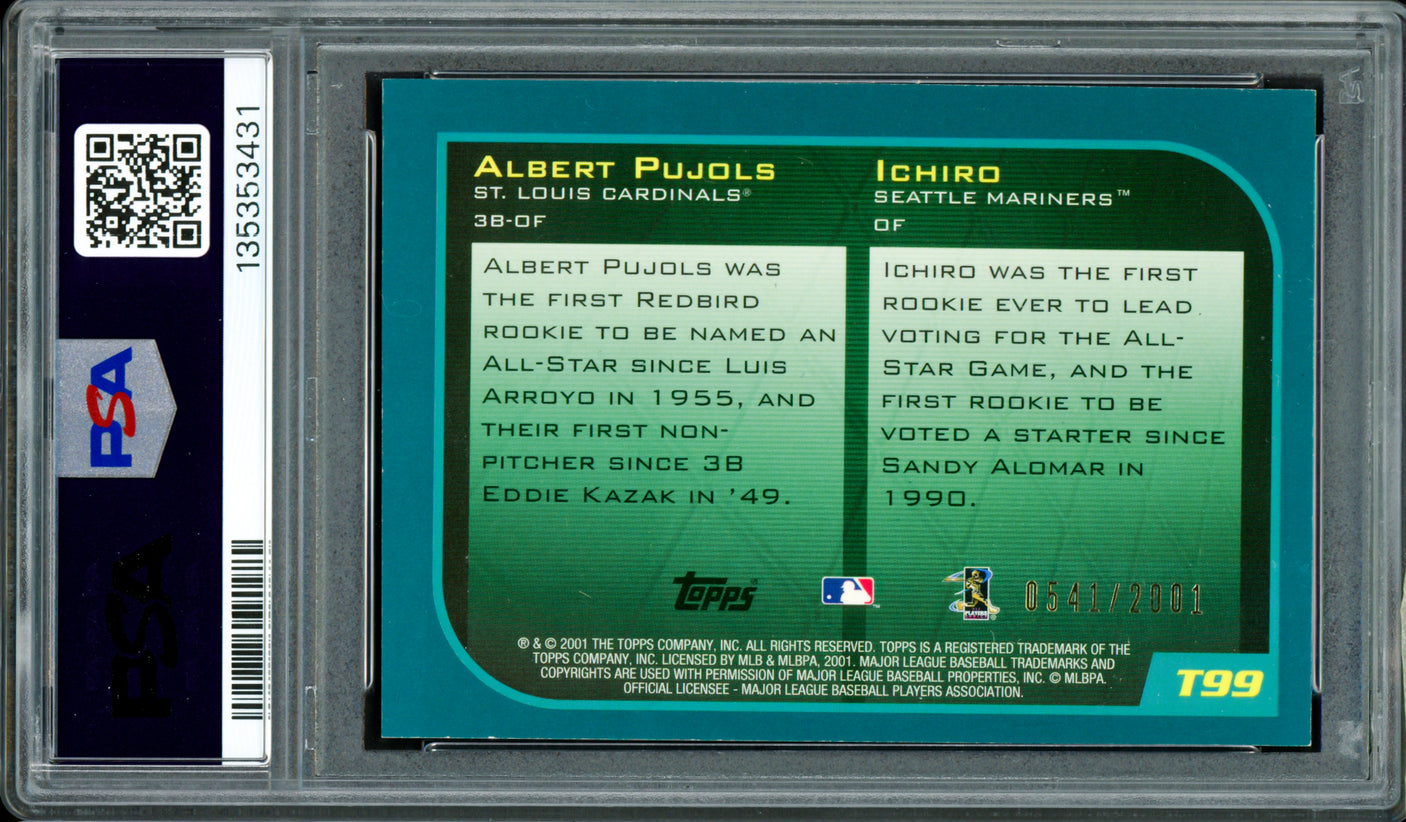 135353431
PSA
PSA
ALBERT PUJOLS
ST. LOUIS CARDINALS®
3B-OF
ALBERT PUJOLS WAS
THE FIRST REDBIRD
ROOKIE TO BE NAMED AN
ALL-STAR SINCE LUIS
ARROYO IN 1955, AND
THEIR FIRST NON-
PITCHER SINCE 3B
EDDIE KAZAK IN '49.
ICHIRO
SEATTLE MARINERS™
OF
ICHIRO WAS THE FIRST
ROOKIE EVER TO LEAD
VOTING FOR THE ALL-
STAR GAME, AND THE
FIRST ROOKIE TO BE
VOTED A STARTER SINCE
SANDY ALOMAR IN
1990.
topps®
PLAYERS
0541/2001
® & © 2001 THE TOPPS COMPANY, INC. ALL RIGHTS RESERVED. TOPPS IS A REGISTERED TRADEMARK OF THE
TOPPS COMPANY, INC. LICENSED BY MLB & MLBPA, 2001. MAJOR LEAGUE BASEBALL TRADEMARKS AND
COPYRIGHTS ARE USED WITH PERMISSION OF MAJOR LEAGUE BASEBALL PROPERTIES, INC. © MLBPA.
OFFICIAL LICENSEE - MAJOR LEAGUE BASEBALL PLAYERS ASSOCIATION.
T99